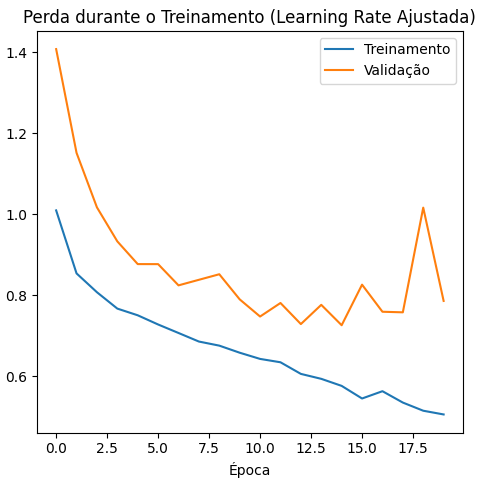 Perda durante o Treinamento (Learning Rate Ajustada)
Treinamento
Validação
1.4
1.2
1.0
0.8
0.6
0.0 2.5 5.0 7.5 10.0 12.5 15.0 17.5
Época